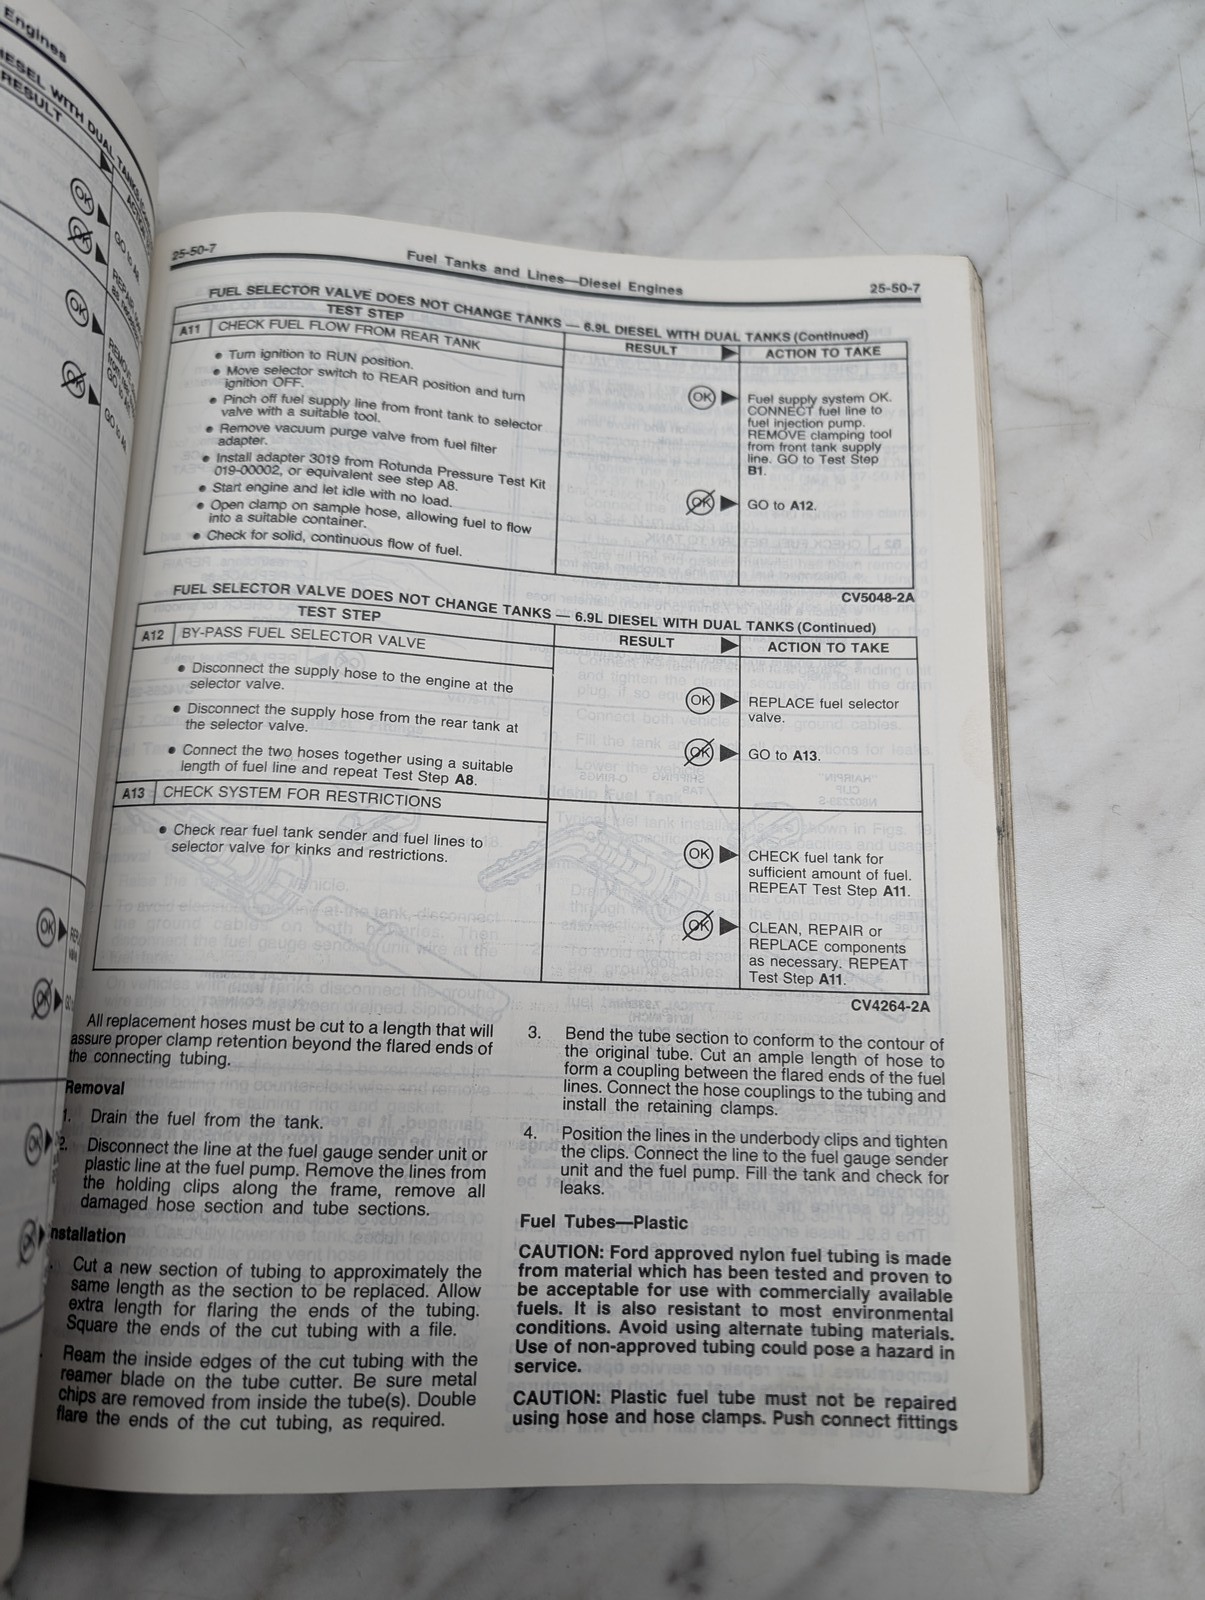 Engines
DIESEL WITH DUAL TANKS
RESULT
OK
GO to A8.
OK
REPAIR
OK
OK
GO to A
25-50-7
Fuel Tanks and Lines—Diesel Engines
25-50-7
FUEL SELECTOR VALVE DOES NOT CHANGE TANKS — 6.9L DIESEL WITH DUAL TANKS (Continued)
TEST STEP
RESULT
ACTION TO TAKE
A11
CHECK FUEL FLOW FROM REAR TANK
• Turn ignition to RUN position.
• Move selector switch to REAR position and turn
ignition OFF.
• Pinch off fuel supply line from front tank to selector
valve with a suitable tool.
• Remove vacuum purge valve from fuel filter
adapter.
• Install adapter 3019 from Rotunda Pressure Test Kit
019-00002, or equivalent see step A8.
• Start engine and let idle with no load.
• Open clamp on sample hose, allowing fuel to flow
into a suitable container.
• Check for solid, continuous flow of fuel.
OK
Fuel supply system OK.
CONNECT fuel line to
fuel injection pump.
REMOVE clamping tool
from front tank supply
line. GO to Test Step
B1.
OK
GO to A12.
CV5048-2A
FUEL SELECTOR VALVE DOES NOT CHANGE TANKS — 6.9L DIESEL WITH DUAL TANKS (Continued)
TEST STEP
RESULT
ACTION TO TAKE
A12
BY-PASS FUEL SELECTOR VALVE
• Disconnect the supply hose to the engine at the
selector valve.
• Disconnect the supply hose from the rear tank at
the selector valve.
• Connect the two hoses together using a suitable
length of fuel line and repeat Test Step A8.
OK
REPLACE fuel selector
valve.
OK
GO to A13.
A13
CHECK SYSTEM FOR RESTRICTIONS
• Check rear fuel tank sender and fuel lines to
selector valve for kinks and restrictions.
OK
CHECK fuel tank for
sufficient amount of fuel.
REPEAT Test Step A11.
OK
CLEAN, REPAIR or
REPLACE components
as necessary. REPEAT
Test Step A11.
CV4264-2A
All replacement hoses must be cut to a length that will
assure proper clamp retention beyond the flared ends of
the connecting tubing.
Removal
1. Drain the fuel from the tank.
2. Disconnect the line at the fuel gauge sender unit or
plastic line at the fuel pump. Remove the lines from
the holding clips along the frame, remove all
damaged hose section and tube sections.
Installation
Cut a new section of tubing to approximately the
same length as the section to be replaced. Allow
extra length for flaring the ends of the tubing.
Square the ends of the cut tubing with a file.
Ream the inside edges of the cut tubing with the
reamer blade on the tube cutter. Be sure metal
chips are removed from inside the tube(s). Double
flare the ends of the cut tubing, as required.
3. Bend the tube section to conform to the contour of
the original tube. Cut an ample length of hose to
form a coupling between the flared ends of the fuel
lines. Connect the hose couplings to the tubing and
install the retaining clamps.
4. Position the lines in the underbody clips and tighten
the clips. Connect the line to the fuel gauge sender
unit and the fuel pump. Fill the tank and check for
leaks.
Fuel Tubes—Plastic
CAUTION: Ford approved nylon fuel tubing is made
from material which has been tested and proven to
be acceptable for use with commercially available
fuels. It is also resistant to most environmental
conditions. Avoid using alternate tubing materials.
Use of non-approved tubing could pose a hazard in
service.
CAUTION: Plastic fuel tube must not be repaired
using hose and hose clamps. Push connect fittings